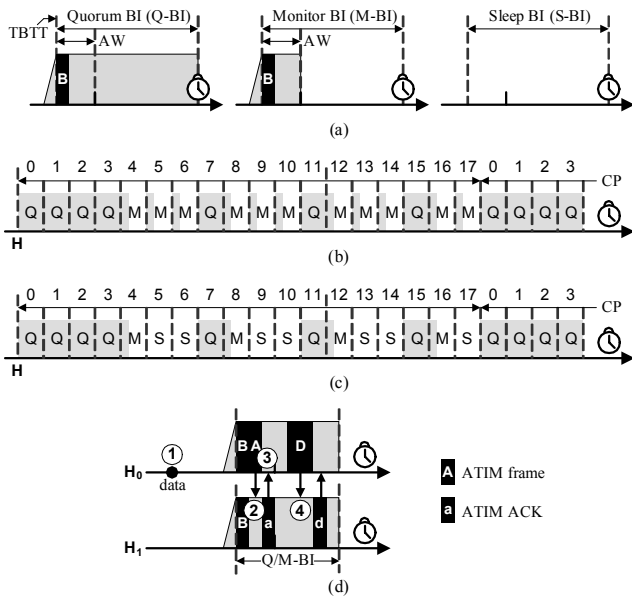 TBTT
Quorum BI (Q-BI)
Monitor BI (M-BI)
Sleep BI (S-BI)
AW
AW
B
B
(a)
0 1 2 3 4 5 6 7 8 9 10 11 12 13 14 15 16 17 0 1 2 3
CP
Q Q Q Q M M M Q M M M Q M M M Q M M Q Q Q Q
H
(b)
0 1 2 3 4 5 6 7 8 9 10 11 12 13 14 15 16 17 0 1 2 3
CP
Q Q Q Q M S S Q M S S Q M S S Q M S Q Q Q Q
H
(c)
1
B A 3 D
H0
data
2 4
B a d
H1
Q/M-BI
(d)
A ATIM frame
a ATIM ACK